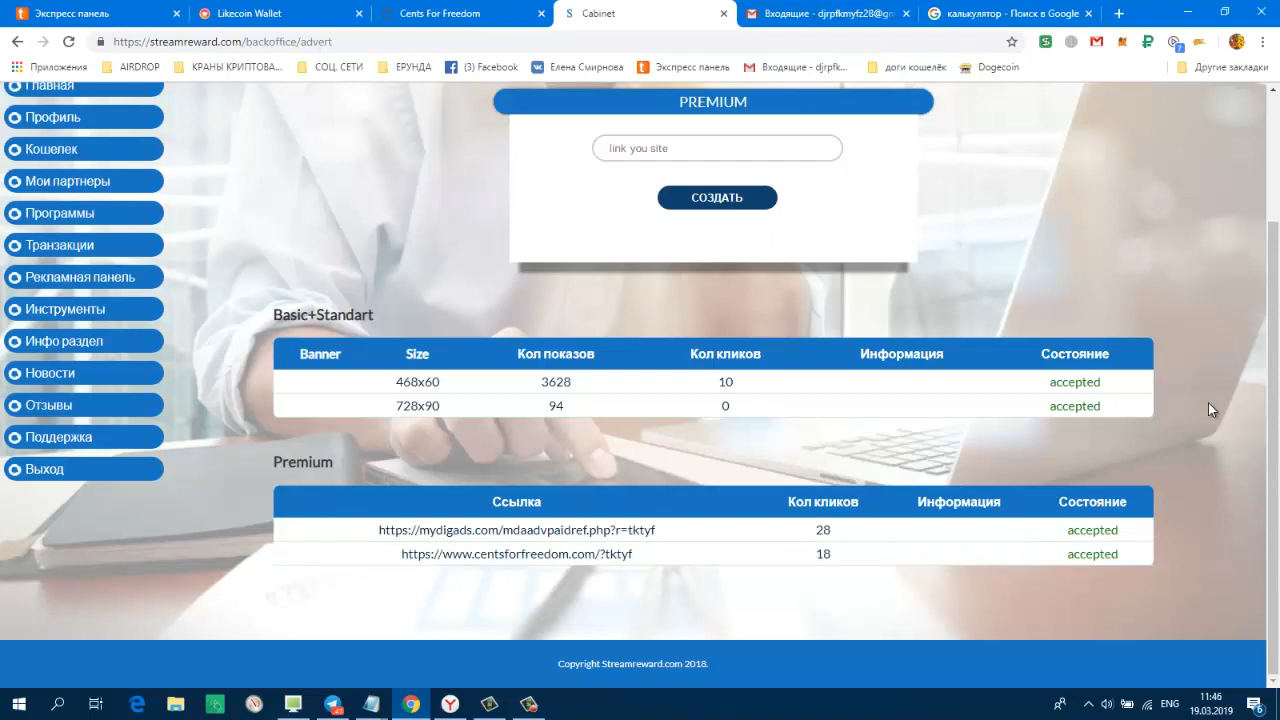 Экспресс панель
Likecoin Wallet
Cents For Freedom
Cabinet
Входящие - djrpfkmyfz28@gm
калькулятор - Поиск в Google
https://streamreward.com/backoffice/advert
Приложения
AIRDROP
КРАНЫ КРИПТОВА...
СОЦ. СЕТИ
ЕРУНДА
(3) Facebook
Елена Смирнова
Экспресс панель
Входящие - djrpfk...
доги кошелёк
Dogecoin
Другие закладки
Главная
Профиль
Кошелек
Мои партнеры
Программы
Транзакции
Рекламная панель
Инструменты
Инфо раздел
Новости
Отзывы
Поддержка
Выход
PREMIUM
link you site
СОЗДАТЬ
Basic+Standart
Banner Size Кол показов Кол кликов Информация Состояние
468x60 3628 10 accepted
728x90 94 0 accepted
Premium
Ссылка Кол кликов Информация Состояние
https://mydigads.com/mdaadvpaidref.php?r=tktyf 28 accepted
https://www.centsforfreedom.com/?tktyf 18 accepted
Copyright Streamreward.com 2018.
ENG
11:46
19.03.2019